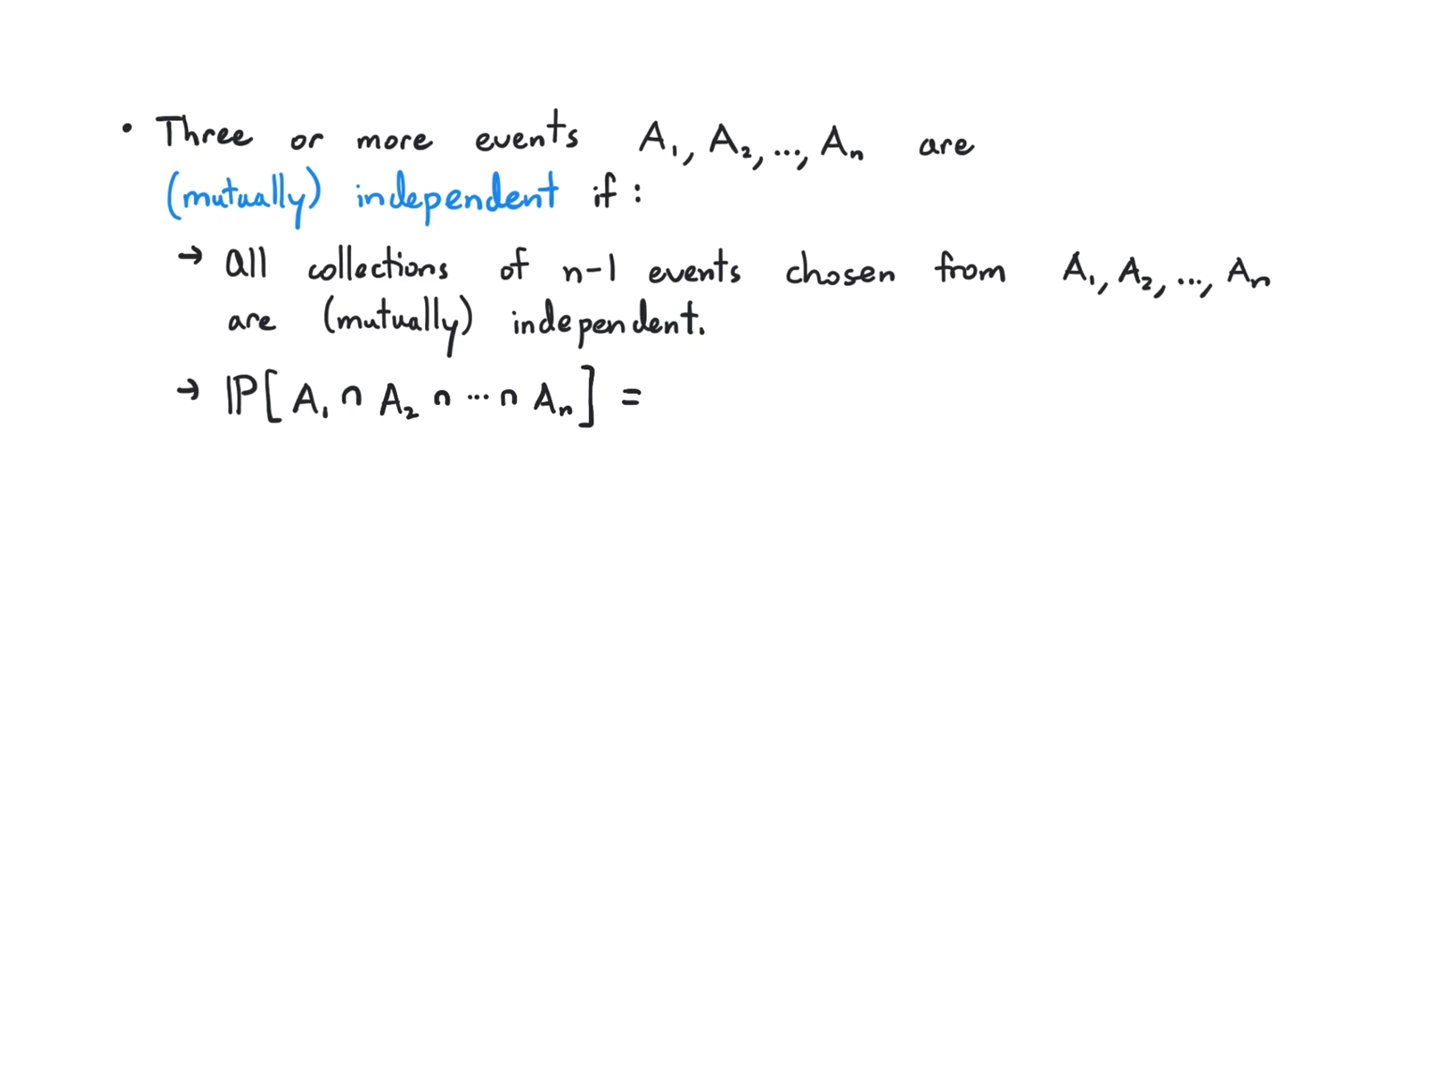 • Three or more events A₁, A₂, ..., Aₙ are
(mutually) independent if :
→ all collections of n-1 events chosen from A₁, A₂, ..., Aₙ
are (mutually) independent.
→ ℙ[A₁ ∩ A₂ ∩ ⋯ ∩ Aₙ] =